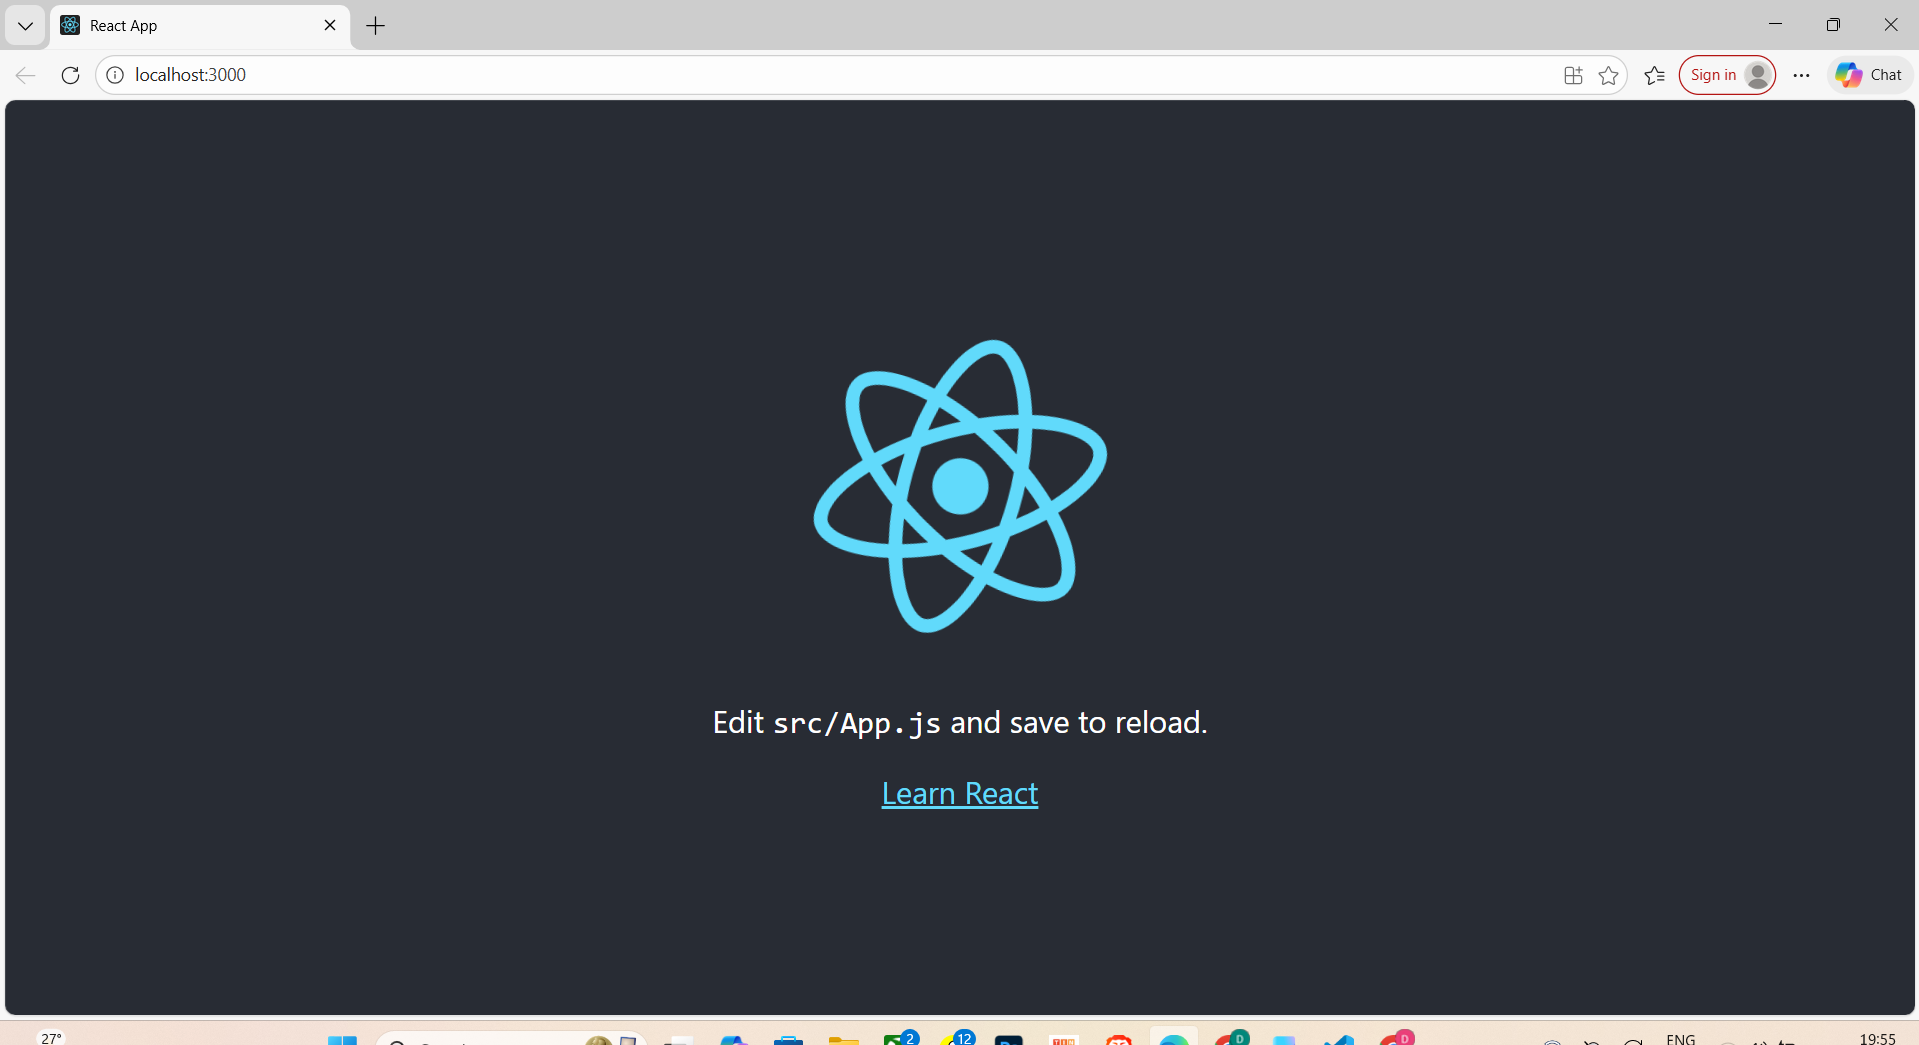 React App
localhost:3000
Sign in
Chat
Edit src/App.js and save to reload.
Learn React
27°
2
12
D
D
ENG
19:55